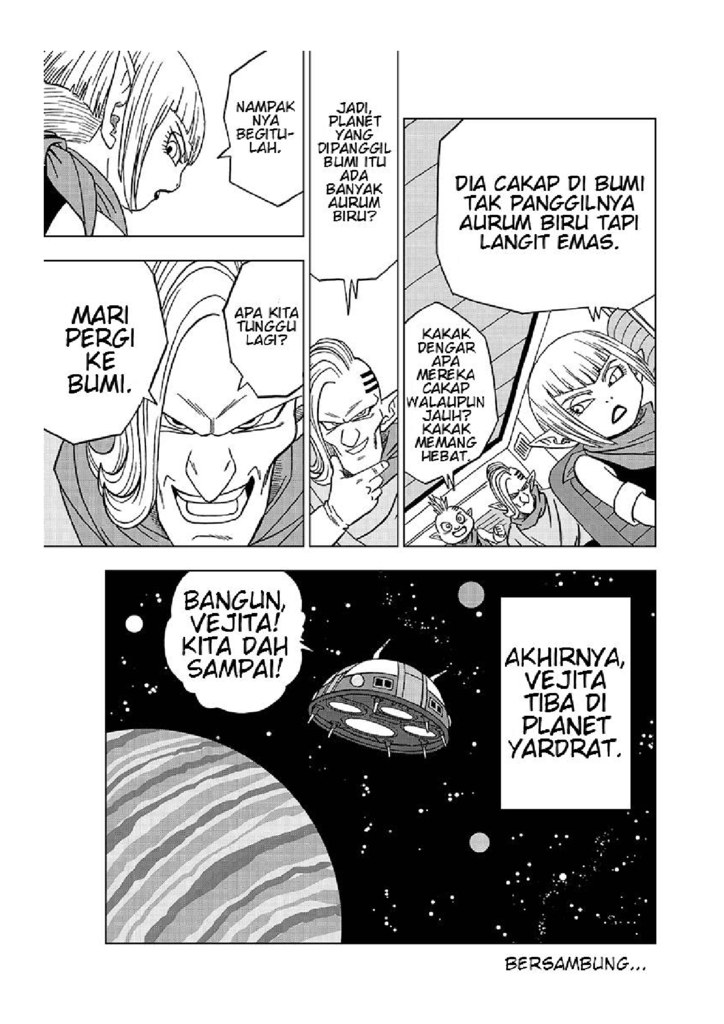 DIA CAKAP DI BUMI
TAK PANGGILNYA
AURUM BIRU TAPI
LANGIT EMAS.
KAKAK
DENGAR
APA
MEREKA
CAKAP
WALAUPUN
JAUH?
KAKAK
MEMANG
HEBAT.
JADI,
PLANET
YANG
DIPANGGIL
BUMI ITU
ADA
BANYAK
AURUM
BIRU?
NAMPAK
NYA
BEGITU-
LAH.
APA KITA
TUNGGU
LAGI?
MARI
PERGI
KE
BUMI.
AKHIRNYA,
VEJITA
TIBA DI
PLANET
YARDRAT.
BANGUN,
VEJITA!
KITA DAH
SAMPAI!
BERSAMBUNG...